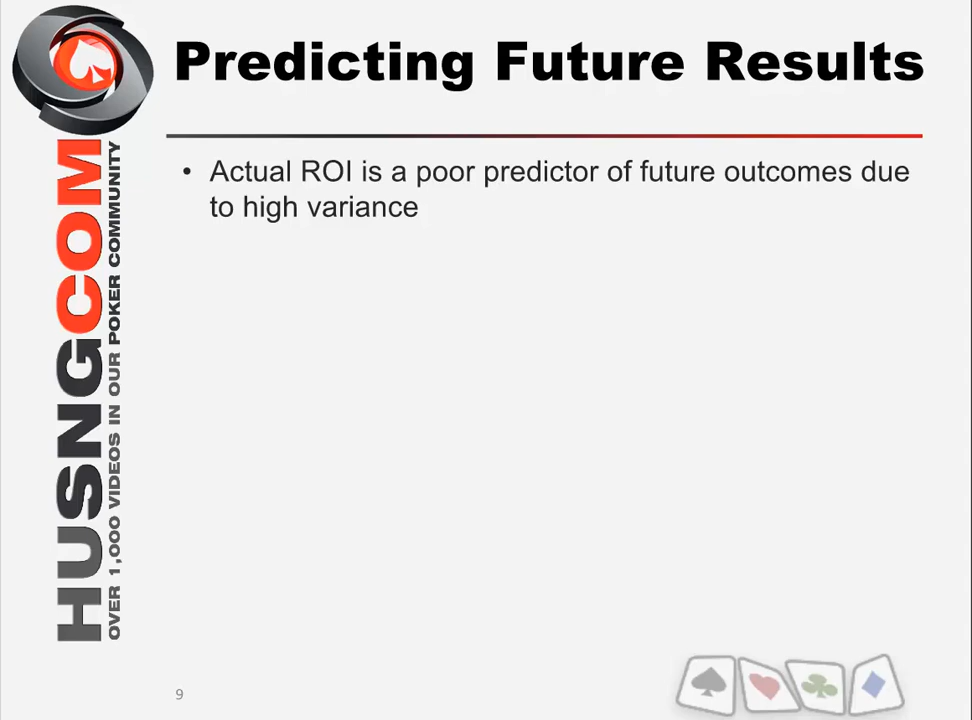 Predicting Future Results
• Actual ROI is a poor predictor of future outcomes due
to high variance
HUSNGCOM
OVER 1,000 VIDEOS IN OUR POKER COMMUNITY
9